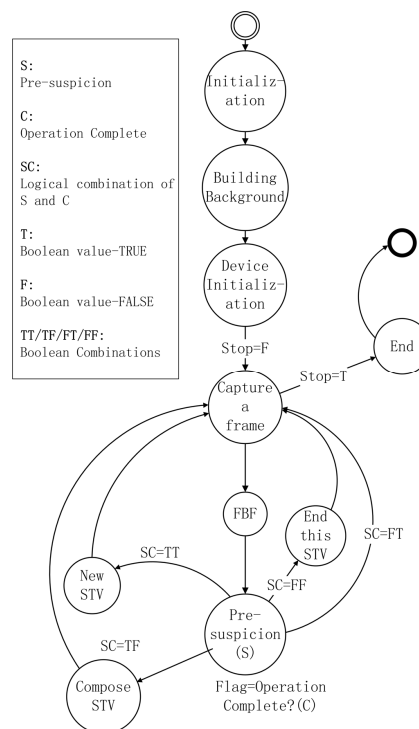 S:
Pre-suspicion
C:
Operation Complete
SC:
Logical combination of
S and C
T:
Boolean value-TRUE
F:
Boolean value-FALSE
TT/TF/FT/FF:
Boolean Combinations
Initializ-
ation
Building
Background
Device
Initializ-
ation
Stop=F
End
Stop=T
Capture
a
frame
FBF
End
this
STV
SC=FT
SC=TT
SC=FF
New
STV
Pre-
suspicion
(S)
SC=TF
Compose
STV
Flag=Operation
Complete?(C)